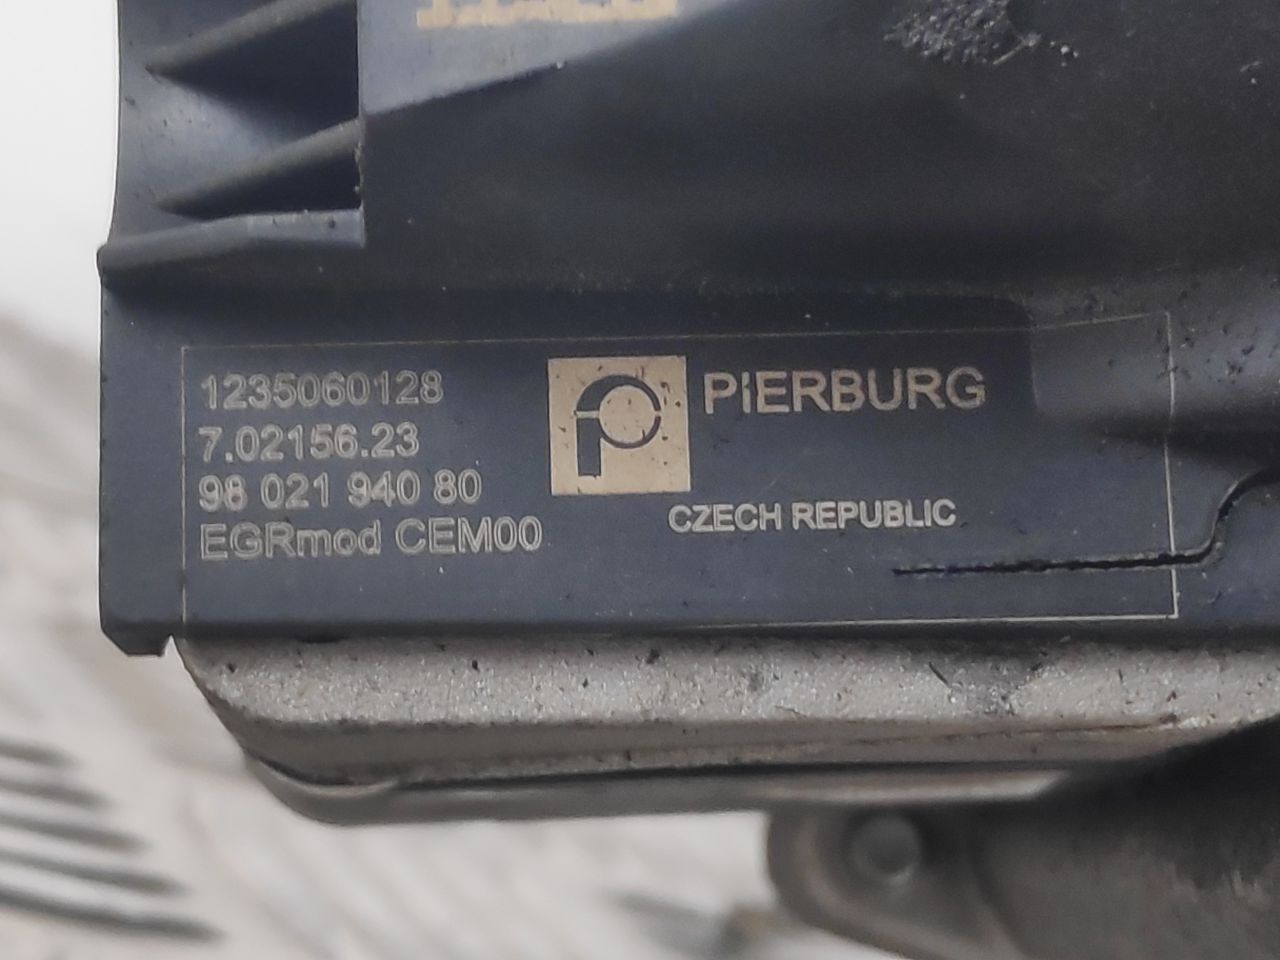 1235060128
7.02156.23
98 021 940 80
EGRmod CEM00
PIERBURG
CZECH REPUBLIC